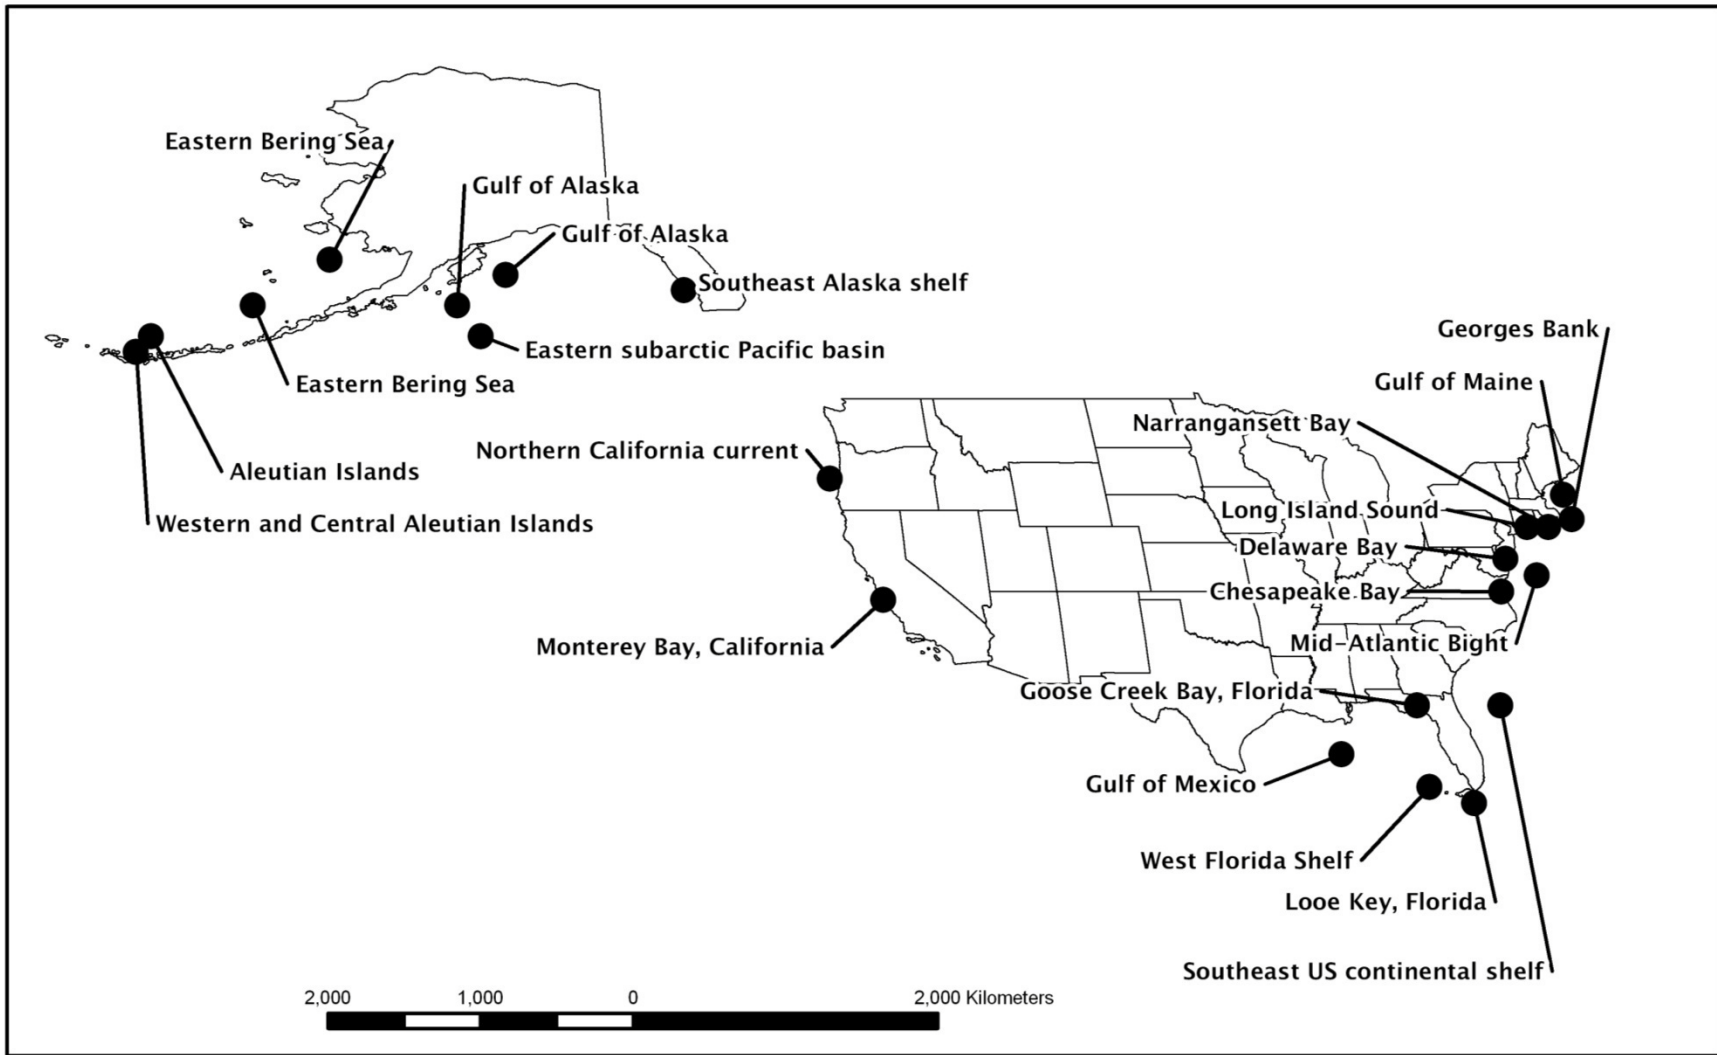 Eastern Bering Sea
Gulf of Alaska
Gulf of Alaska
Southeast Alaska shelf
Georges Bank
Eastern subarctic Pacific basin
Eastern Bering Sea
Gulf of Maine
Narrangansett Bay
Northern California current
Aleutian Islands
Long Island Sound
Western and Central Aleutian Islands
Delaware Bay
Chesapeake Bay
Monterey Bay, California
Mid-Atlantic Bight
Goose Creek Bay, Florida
Gulf of Mexico
West Florida Shelf
Looe Key, Florida
Southeast US continental shelf
2,000 1,000 0 2,000 Kilometers